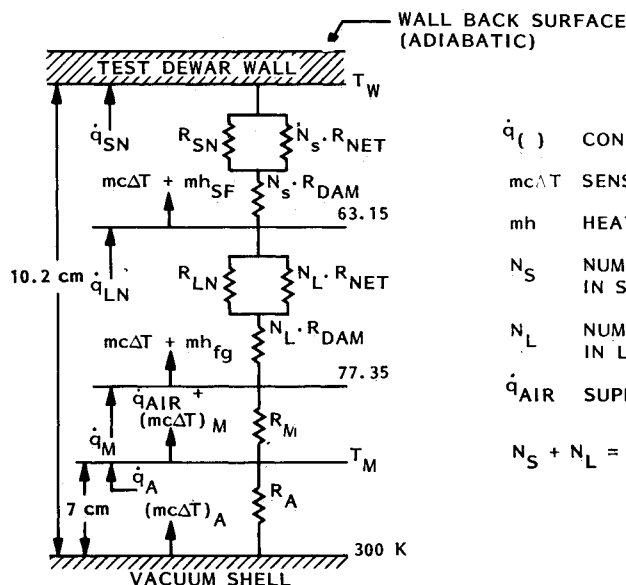 WALL BACK SURFACE
(ADIABATIC)
TEST DEWAR WALL
T_W
q̇_SN
R_SN
Ṅ_s·R_NET
mcΔT + mh_SF
N_s·R_DAM
63.15
10.2 cm
q̇_LN
R_LN
N_L·R_NET
mcΔT + mh_fg
N_L·R_DAM
77.35
q̇_AIR +
(mcΔT)_M
q̇_M
R_M
T_M
q̇_A
7 cm
(mcΔT)_A
R_A
300 K
VACUUM SHELL
q̇_( ) CON
mcΔT SENS
mh HEA
N_S NUM
IN S
N_L NUM
IN L
q̇_AIR SUPI
N_S + N_L =